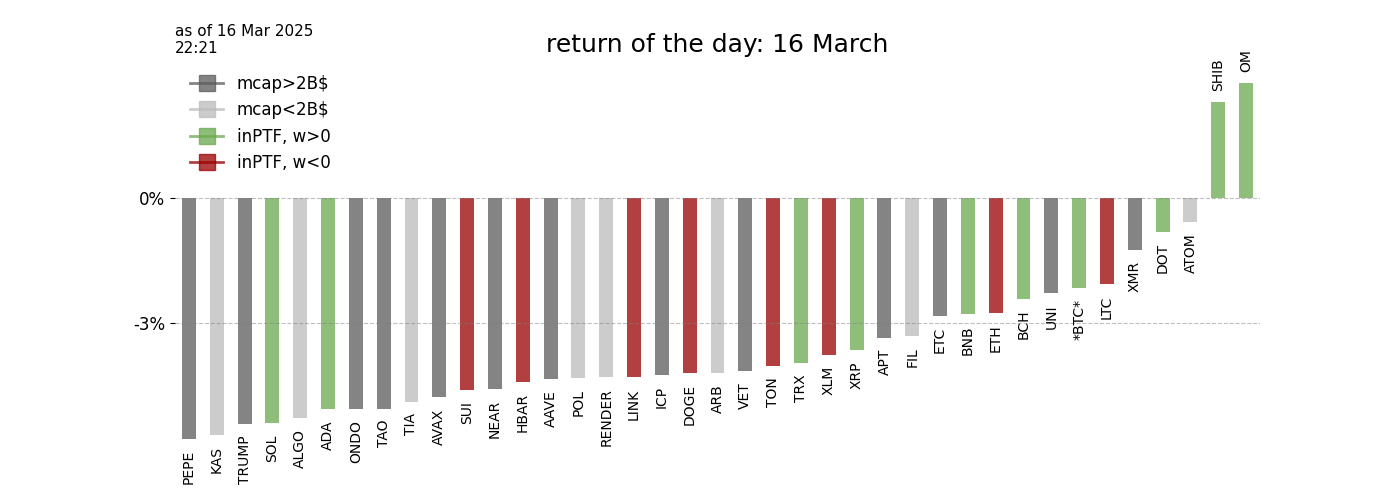 as of 16 Mar 2025
22:21
return of the day: 16 March
mcap>2B$
mcap<2B$
inPTF, w>0
inPTF, w<0
0%
-3%
PEPE
KAS
TRUMP
SOL
ALGO
ADA
ONDO
TAO
TIA
AVAX
SUI
NEAR
HBAR
AAVE
POL
RENDER
LINK
ICP
DOGE
ARB
VET
TON
TRX
XLM
XRP
APT
FIL
ETC
BNB
ETH
BCH
UNI
*BTC*
LTC
XMR
DOT
ATOM
SHIB
OM